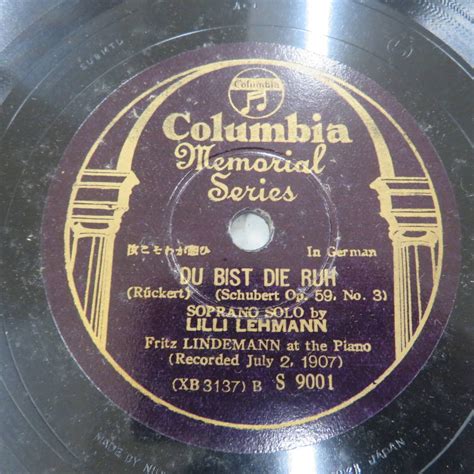 Columbia
Columbia
Memorial
Series
汝こそわが憩ひ In German
DU BIST DIE RUH
(Rückert) (Schubert Op. 59, No. 3)
SOPRANO SOLO by
LILLI LEHMANN
Fritz LINDEMANN at the Piano
(Recorded July 2, 1907)
(XB 3137) B S 9001
MADE BY JAPAN